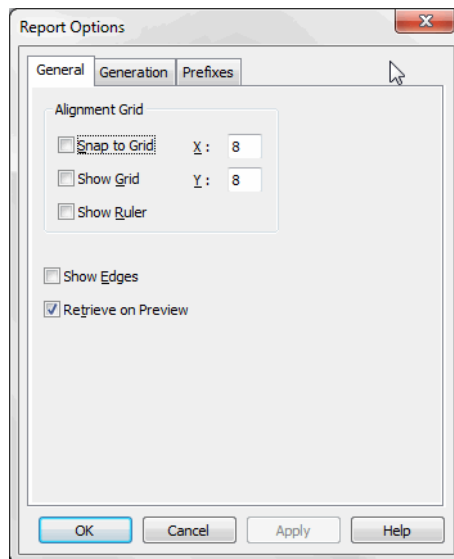 Report Options
General Generation Prefixes
Alignment Grid
Snap to Grid X : 8
Show Grid Y : 8
Show Ruler
Show Edges
Retrieve on Preview
OK Cancel Apply Help